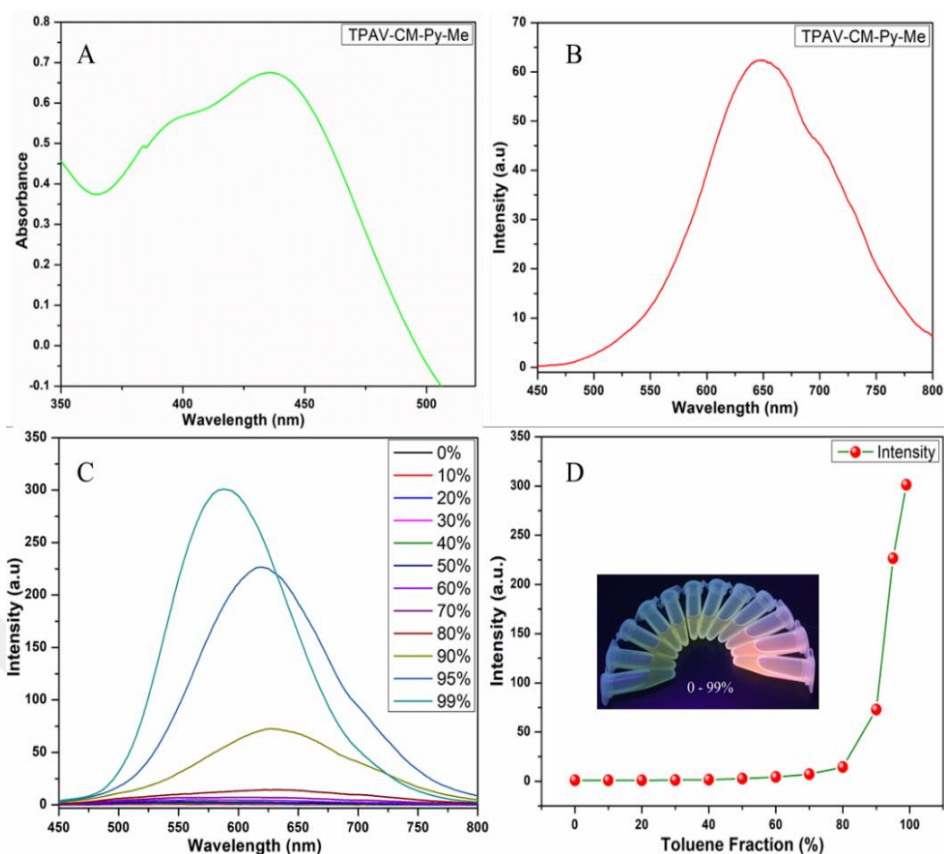 A
TPAV-CM-Py-Me
Absorbance
0.8
0.7
0.6
0.5
0.4
0.3
0.2
0.1
0.0
-0.1
350 400 450 500
Wavelength (nm)
B
TPAV-CM-Py-Me
Intensity (a.u)
70
60
50
40
30
20
10
0
450 500 550 600 650 700 750 800
Wavelength (nm)
C
Intensity (a.u)
350
300
250
200
150
100
50
0
0%
10%
20%
30%
40%
50%
60%
70%
80%
90%
95%
99%
450 500 550 600 650 700 750 800
Wavelength (nm)
D
Intensity
Intensity (a.u.)
350
300
250
200
150
100
50
0
0 - 99%
0 20 40 60 80 100
Toluene Fraction (%)